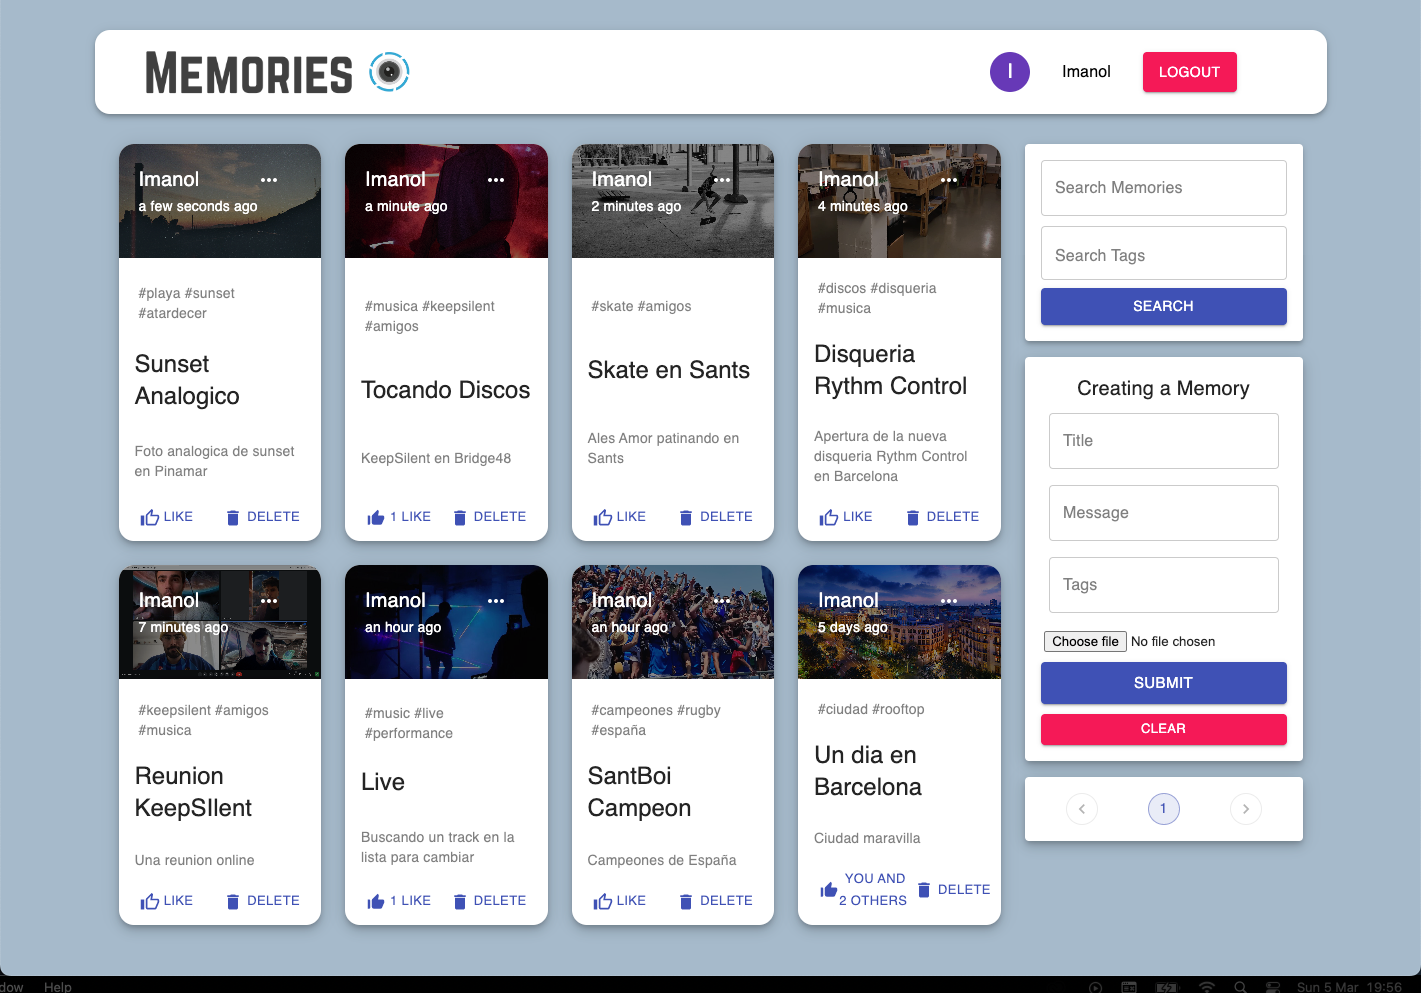 MEMORIES
I
Imanol
LOGOUT
Imanol
a few seconds ago
#playa #sunset
#atardecer
Sunset
Analogico
Foto analogica de sunset
en Pinamar
LIKE
DELETE
Imanol
a minute ago
#musica #keepsilent
#amigos
Tocando Discos
KeepSilent en Bridge48
1 LIKE
DELETE
Imanol
2 minutes ago
#skate #amigos
Skate en Sants
Ales Amor patinando en
Sants
LIKE
DELETE
Imanol
4 minutes ago
#discos #disqueria
#musica
Disqueria
Rythm Control
Apertura de la nueva
disqueria Rythm Control
en Barcelona
LIKE
DELETE
Imanol
7 minutes ago
#keepsilent #amigos
#musica
Reunion
KeepSIlent
Una reunion online
LIKE
DELETE
Imanol
an hour ago
#music #live
#performance
Live
Buscando un track en la
lista para cambiar
1 LIKE
DELETE
Imanol
an hour ago
#campeones #rugby
#españa
SantBoi
Campeon
Campeones de España
LIKE
DELETE
Imanol
5 days ago
#ciudad #rooftop
Un dia en
Barcelona
Ciudad maravilla
YOU AND
2 OTHERS
DELETE
Search Memories
Search Tags
SEARCH
Creating a Memory
Title
Message
Tags
Choose file No file chosen
SUBMIT
CLEAR
1
dow Help
Sun 5 Mar 19:56